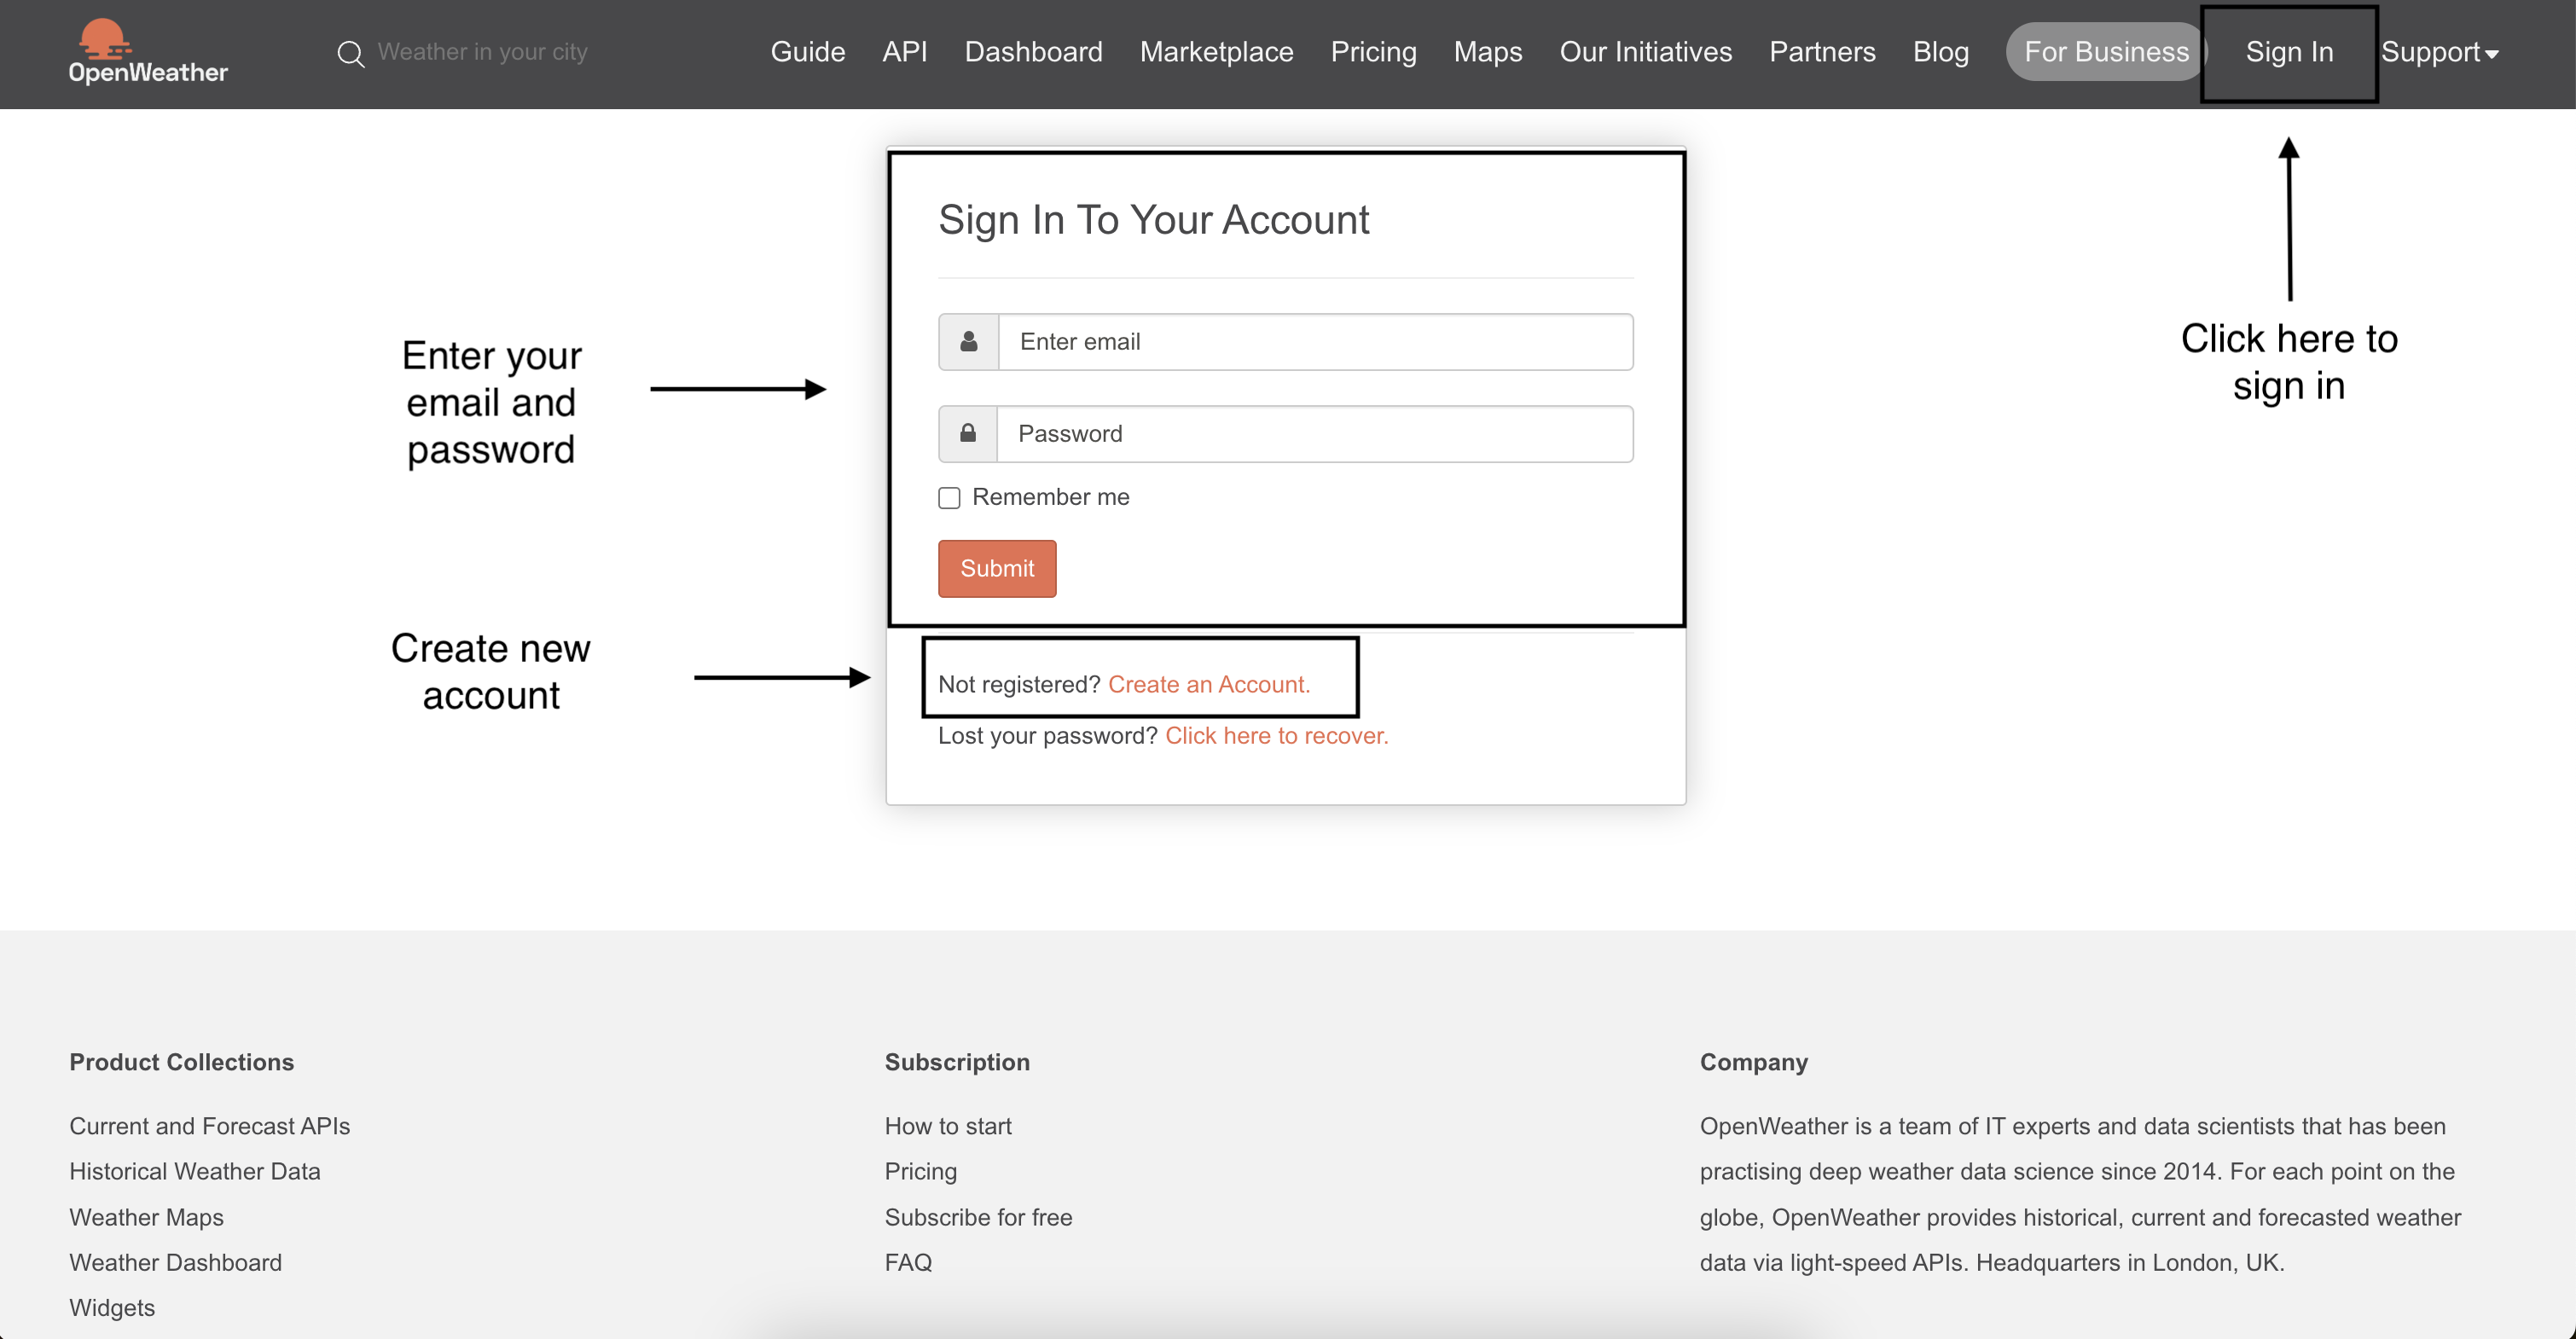 OpenWeather
Weather in your city
Guide API Dashboard Marketplace Pricing Maps Our Initiatives Partners Blog For Business Sign In Support
Click here to
sign in
Sign In To Your Account
Enter your
email and
password
Enter email
Password
Remember me
Submit
Create new
account
Not registered? Create an Account.
Lost your password? Click here to recover.
Product Collections
Current and Forecast APIs
Historical Weather Data
Weather Maps
Weather Dashboard
Widgets
Subscription
How to start
Pricing
Subscribe for free
FAQ
Company
OpenWeather is a team of IT experts and data scientists that has been
practising deep weather data science since 2014. For each point on the
globe, OpenWeather provides historical, current and forecasted weather
data via light-speed APIs. Headquarters in London, UK.